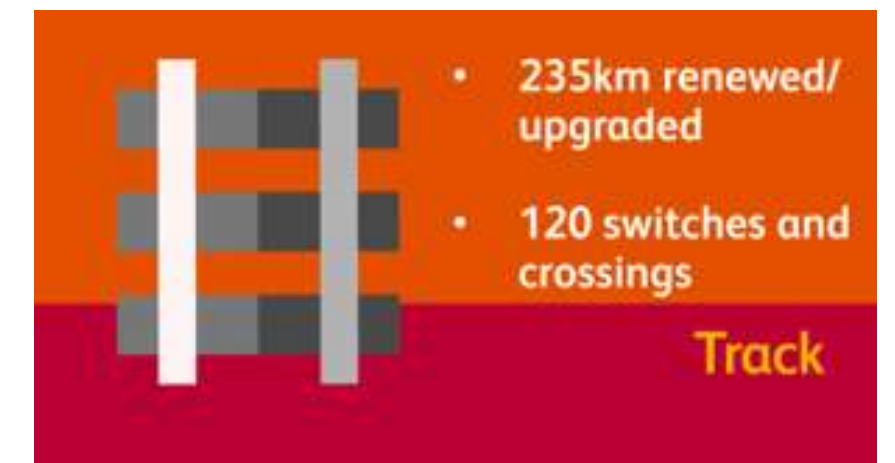 • 235km renewed/
upgraded
• 120 switches and
crossings
Track